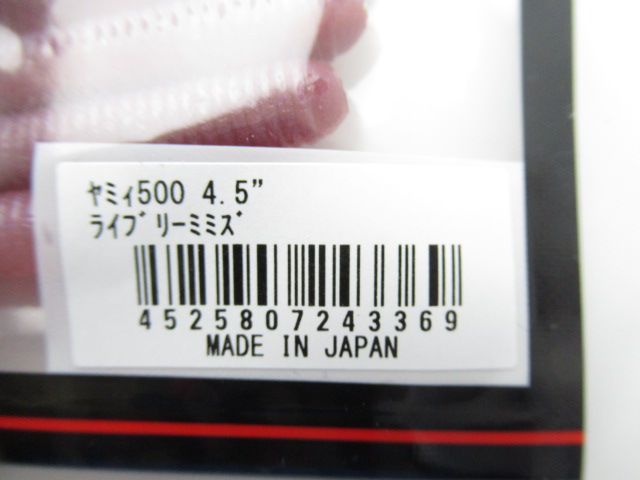 ﾔﾐｨ500 4.5”
ﾗｲﾌﾞﾘｰﾐﾐｽﾞ
4525807243369
MADE IN JAPAN